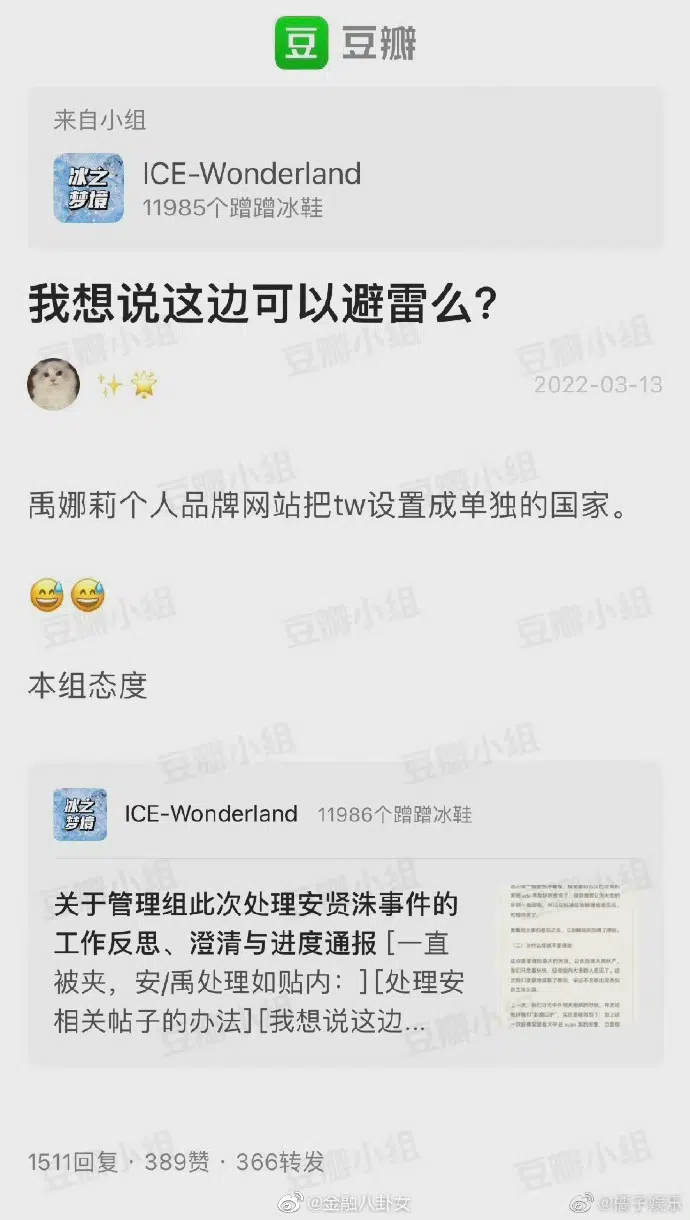 豆 豆瓣
来自小组
冰之梦境
ICE-Wonderland
11985个蹭蹭冰鞋
我想说这边可以避雷么?
2022-03-13
禹娜莉个人品牌网站把tw设置成单独的国家。
本组态度
冰之梦境
ICE-Wonderland 11986个蹭蹭冰鞋
关于管理组此次处理安贤洙事件的
工作反思、澄清与进度通报 [一直
被夹，安/禹处理如贴内：][处理安
相关帖子的办法][我想说这边...
1511回复 · 389赞 · 366转发
@金融八卦女
@橘子娱乐
豆瓣小组